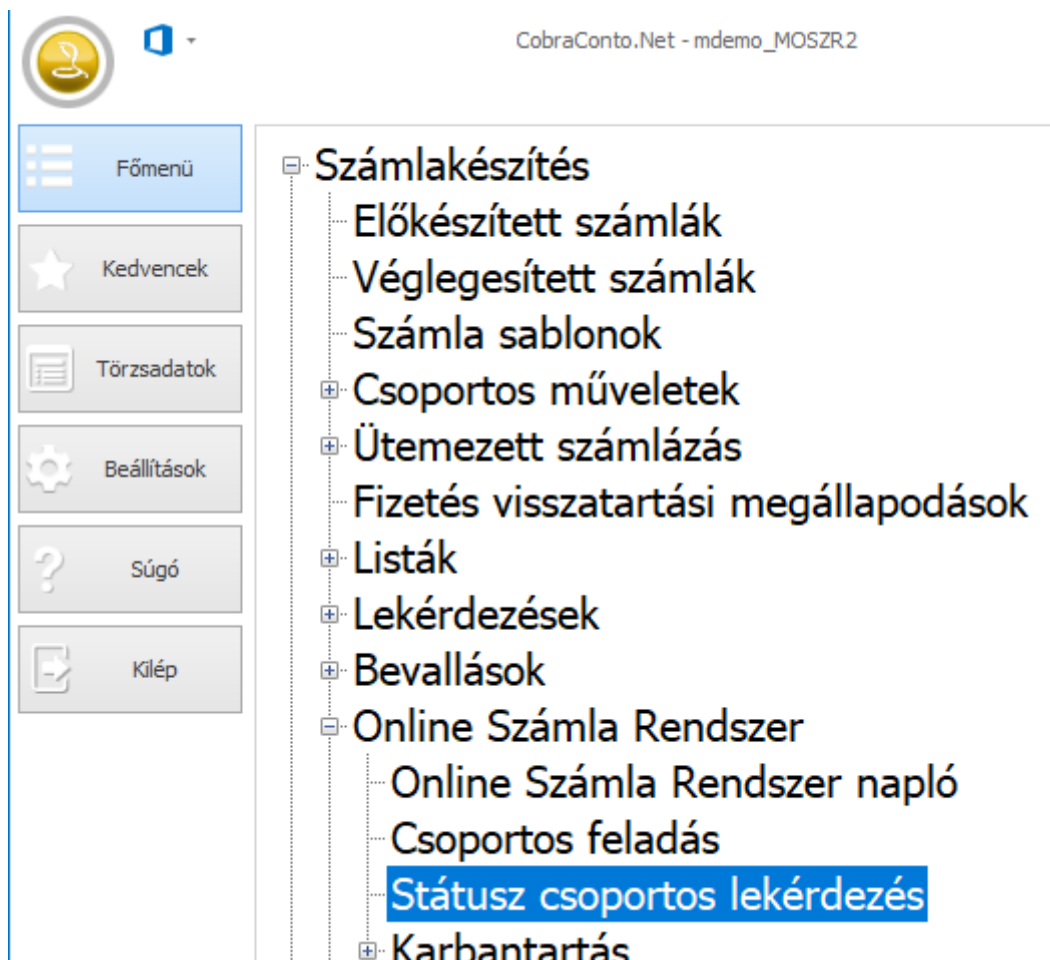 CobraConto.Net - mdemo_MOSZR2
Főmenü
Kedvencek
Törzsadatok
Beállítások
Súgó
Kilép
Számlakészítés
Előkészített számlák
Véglegesített számlák
Számla sablonok
Csoportos műveletek
Ütemezett számlázás
Fizetés visszatartási megállapodások
Listák
Lekérdezések
Bevallások
Online Számla Rendszer
Online Számla Rendszer napló
Csoportos feladás
Státusz csoportos lekérdezés
Karbantartás